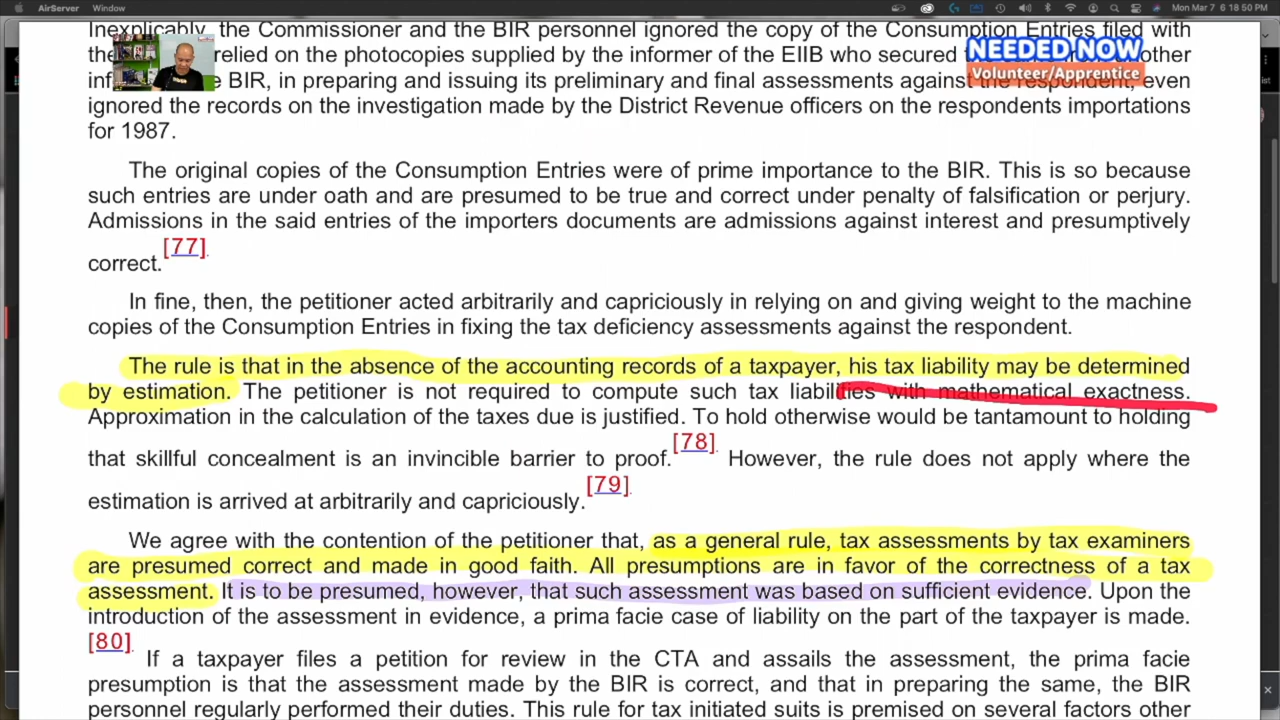 AirServer Window Mon Mar 7 6 18 50 PM
Inexplicably, the Commissioner and the BIR personnel ignored the copy of the Consumption Entries filed with
the relied on the photocopies supplied by the informer of the EIIB who secured other
NEEDED NOW
inf BIR, in preparing and issuing its preliminary and final assessments against the respondent, even
Volunteer/Apprentice
ignored the records on the investigation made by the District Revenue officers on the respondents importations
for 1987.
The original copies of the Consumption Entries were of prime importance to the BIR. This is so because
such entries are under oath and are presumed to be true and correct under penalty of falsification or perjury.
Admissions in the said entries of the importers documents are admissions against interest and presumptively
correct.[77]
In fine, then, the petitioner acted arbitrarily and capriciously in relying on and giving weight to the machine
copies of the Consumption Entries in fixing the tax deficiency assessments against the respondent.
The rule is that in the absence of the accounting records of a taxpayer, his tax liability may be determined
by estimation. The petitioner is not required to compute such tax liabilities with mathematical exactness.
Approximation in the calculation of the taxes due is justified. To hold otherwise would be tantamount to holding
that skillful concealment is an invincible barrier to proof.[78] However, the rule does not apply where the
estimation is arrived at arbitrarily and capriciously.[79]
We agree with the contention of the petitioner that, as a general rule, tax assessments by tax examiners
are presumed correct and made in good faith. All presumptions are in favor of the correctness of a tax
assessment. It is to be presumed, however, that such assessment was based on sufficient evidence. Upon the
introduction of the assessment in evidence, a prima facie case of liability on the part of the taxpayer is made.
[80] If a taxpayer files a petition for review in the CTA and assails the assessment, the prima facie
presumption is that the assessment made by the BIR is correct, and that in preparing the same, the BIR
personnel regularly performed their duties. This rule for tax initiated suits is premised on several factors other